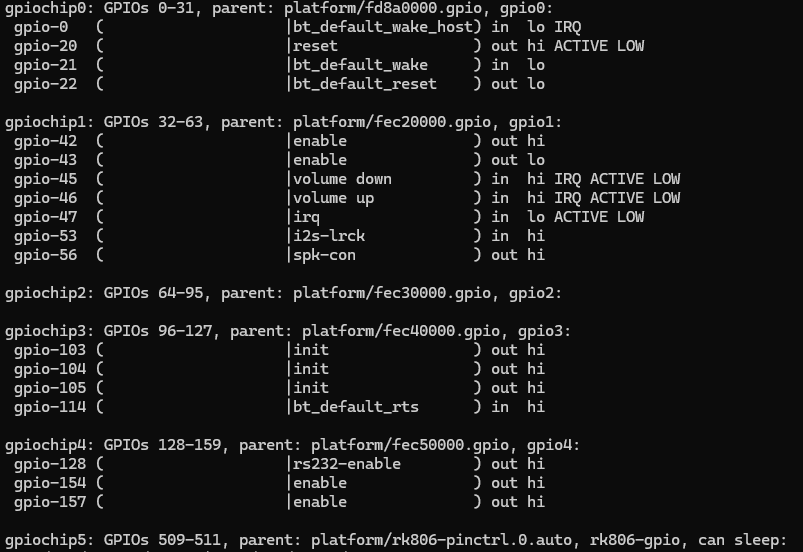 gpiochip0: GPIOs 0-31, parent: platform/fd8a0000.gpio, gpio0:
 gpio-0   (                    |bt_default_wake_host) in  lo IRQ
 gpio-20  (                    |reset               ) out hi ACTIVE LOW
 gpio-21  (                    |bt_default_wake     ) in  lo
 gpio-22  (                    |bt_default_reset    ) out lo

gpiochip1: GPIOs 32-63, parent: platform/fec20000.gpio, gpio1:
 gpio-42  (                    |enable              ) out hi
 gpio-43  (                    |enable              ) out lo
 gpio-45  (                    |volume down         ) in  hi IRQ ACTIVE LOW
 gpio-46  (                    |volume up           ) in  hi IRQ ACTIVE LOW
 gpio-47  (                    |irq                 ) in  lo ACTIVE LOW
 gpio-53  (                    |i2s-lrck            ) in  hi
 gpio-56  (                    |spk-con             ) out hi

gpiochip2: GPIOs 64-95, parent: platform/fec30000.gpio, gpio2:

gpiochip3: GPIOs 96-127, parent: platform/fec40000.gpio, gpio3:
 gpio-103 (                    |init                ) out hi
 gpio-104 (                    |init                ) out hi
 gpio-105 (                    |init                ) out hi
 gpio-114 (                    |bt_default_rts      ) in  hi

gpiochip4: GPIOs 128-159, parent: platform/fec50000.gpio, gpio4:
 gpio-128 (                    |rs232-enable        ) out hi
 gpio-154 (                    |enable              ) out hi
 gpio-157 (                    |enable              ) out hi

gpiochip5: GPIOs 509-511, parent: platform/rk806-pinctrl.0.auto, rk806-gpio, can sleep: